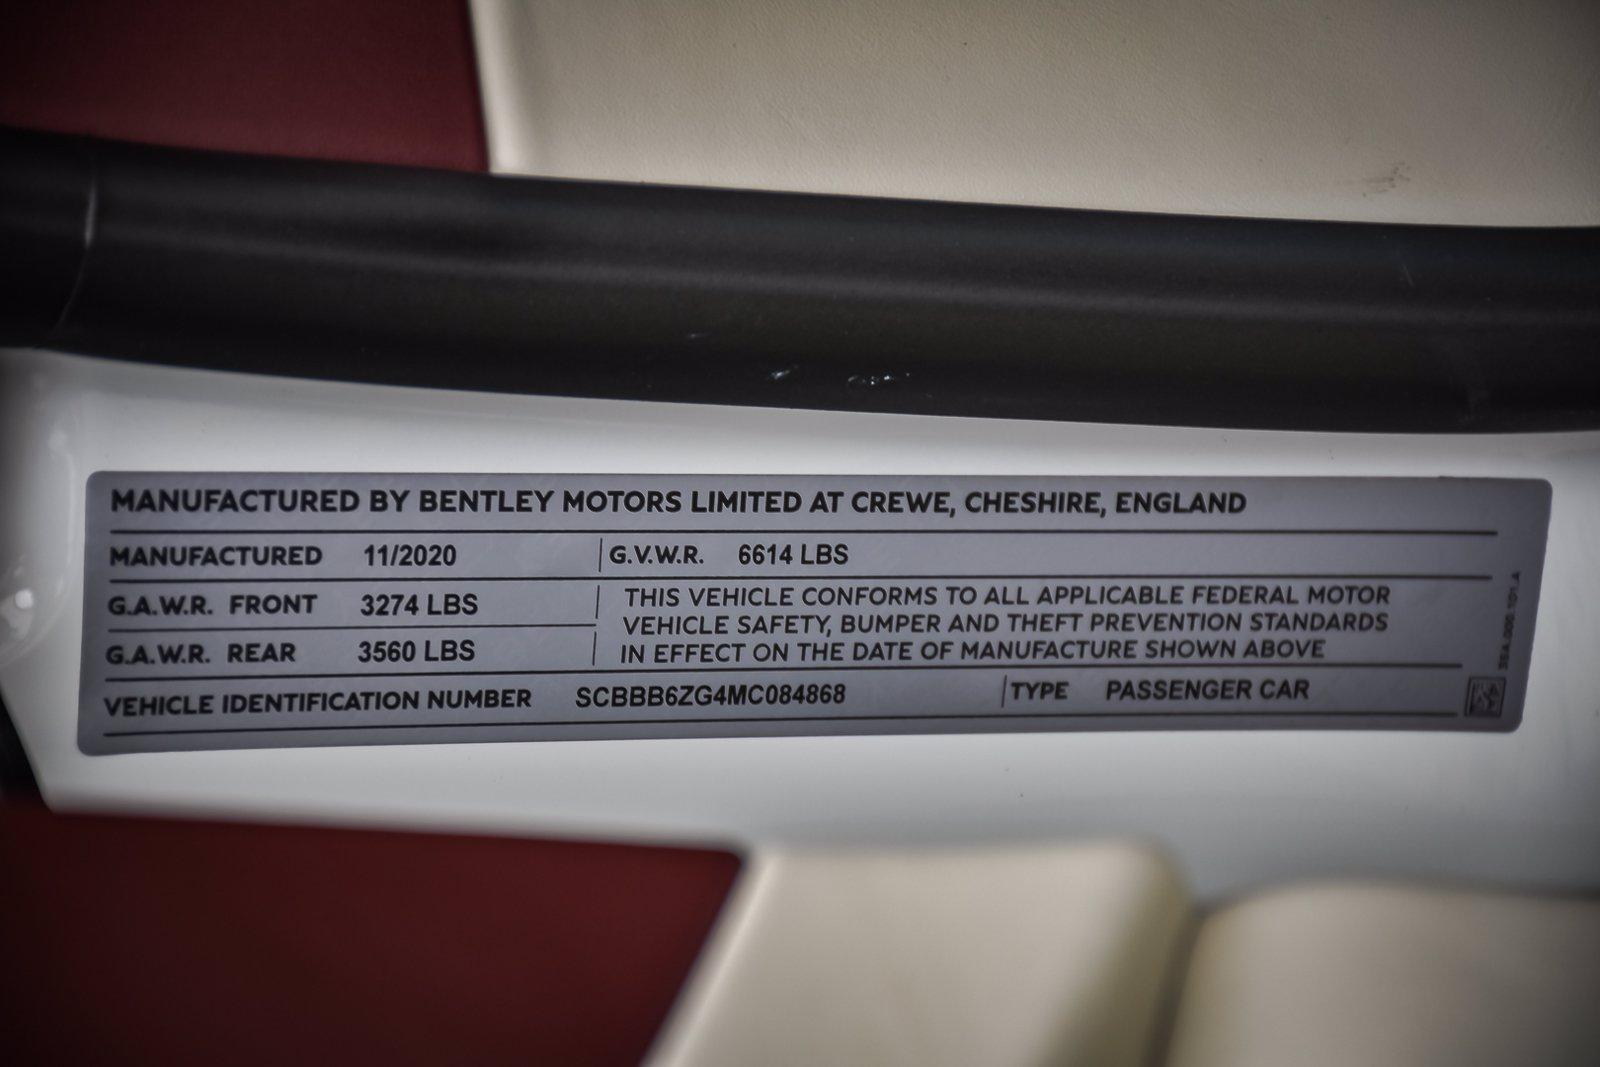 MANUFACTURED BY BENTLEY MOTORS LIMITED AT CREWE, CHESHIRE, ENGLAND
MANUFACTURED 11/2020 G.V.W.R. 6614 LBS
G.A.W.R. FRONT 3274 LBS
G.A.W.R. REAR 3560 LBS
THIS VEHICLE CONFORMS TO ALL APPLICABLE FEDERAL MOTOR
VEHICLE SAFETY, BUMPER AND THEFT PREVENTION STANDARDS
IN EFFECT ON THE DATE OF MANUFACTURE SHOWN ABOVE
VEHICLE IDENTIFICATION NUMBER SCBBB6ZG4MC084868 TYPE PASSENGER CAR